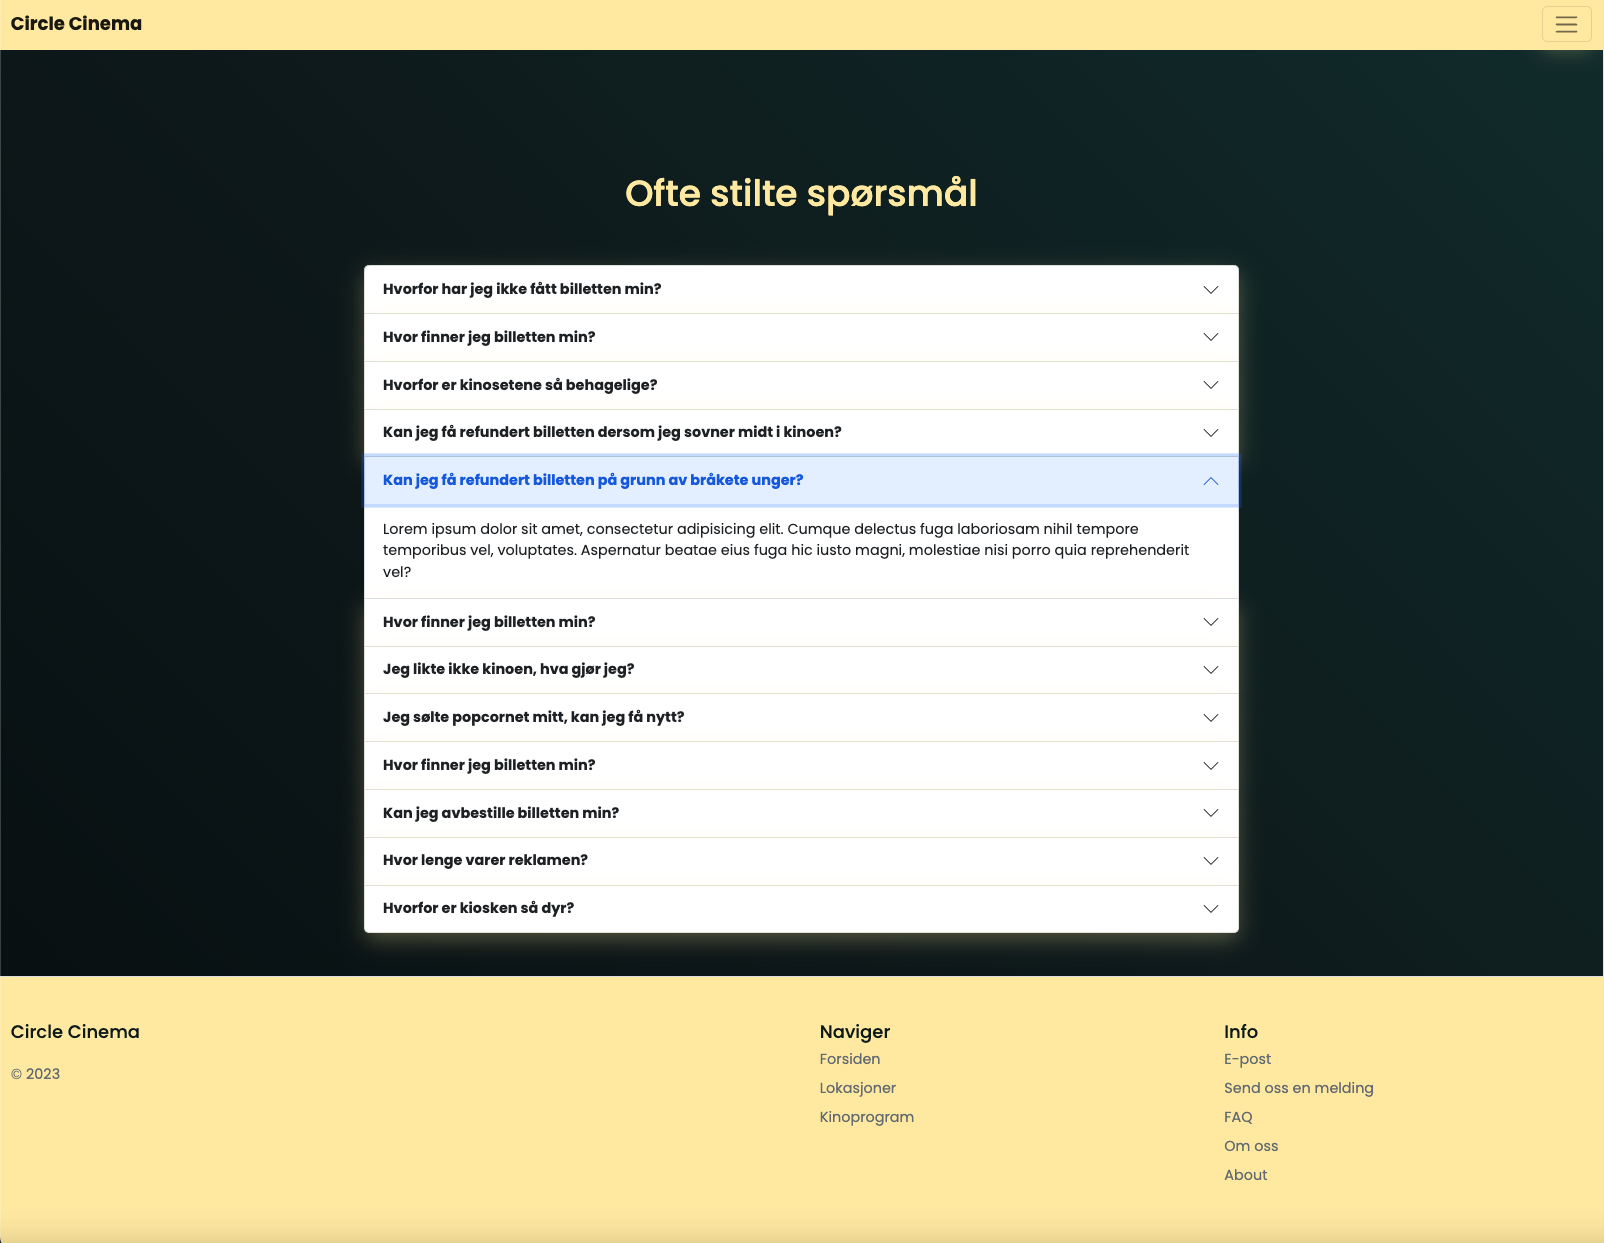 Circle Cinema
Ofte stilte spørsmål
Hvorfor har jeg ikke fått billetten min?
Hvor finner jeg billetten min?
Hvorfor er kinosetene så behagelige?
Kan jeg få refundert billetten dersom jeg sovner midt i kinoen?
Kan jeg få refundert billetten på grunn av bråkete unger?
Lorem ipsum dolor sit amet, consectetur adipisicing elit. Cumque delectus fuga laboriosam nihil tempore
temporibus vel, voluptates. Aspernatur beatae eius fuga hic iusto magni, molestiae nisi porro quia reprehenderit
vel?
Hvor finner jeg billetten min?
Jeg likte ikke kinoen, hva gjør jeg?
Jeg sølte popcornet mitt, kan jeg få nytt?
Hvor finner jeg billetten min?
Kan jeg avbestille billetten min?
Hvor lenge varer reklamen?
Hvorfor er kiosken så dyr?
Circle Cinema
© 2023
Naviger
Forsiden
Lokasjoner
Kinoprogram
Info
E-post
Send oss en melding
FAQ
Om oss
About